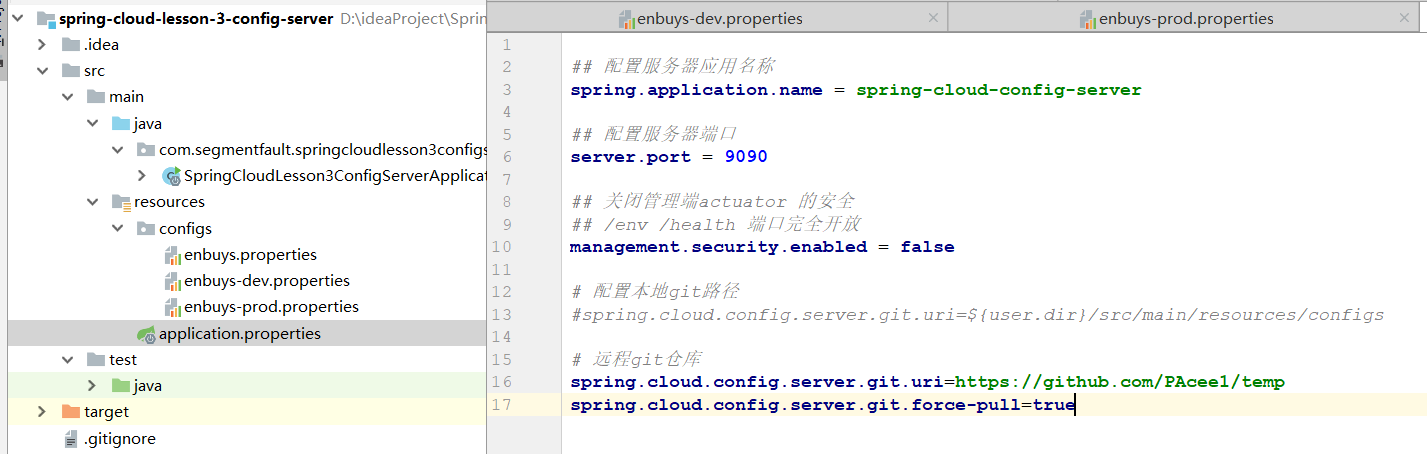 spring-cloud-lesson-3-config-server D:\ideaProject\Sprin
.idea
src
main
java
com.segmentfault.springcloudlesson3configs
SpringCloudLesson3ConfigServerApplicat
resources
configs
enbuys.properties
enbuys-dev.properties
enbuys-prod.properties
application.properties
test
java
target
.gitignore
enbuys-dev.properties
enbuys-prod.properties
1
2 ## 配置服务器应用名称
3 spring.application.name = spring-cloud-config-server
4
5 ## 配置服务器端口
6 server.port = 9090
7
8 ## 关闭管理端actuator 的安全
9 ## /env /health 端口完全开放
10 management.security.enabled = false
11
12 # 配置本地git路径
13 #spring.cloud.config.server.git.uri=${user.dir}/src/main/resources/configs
14
15 # 远程git仓库
16 spring.cloud.config.server.git.uri=https://github.com/PAcee1/temp
17 spring.cloud.config.server.git.force-pull=true